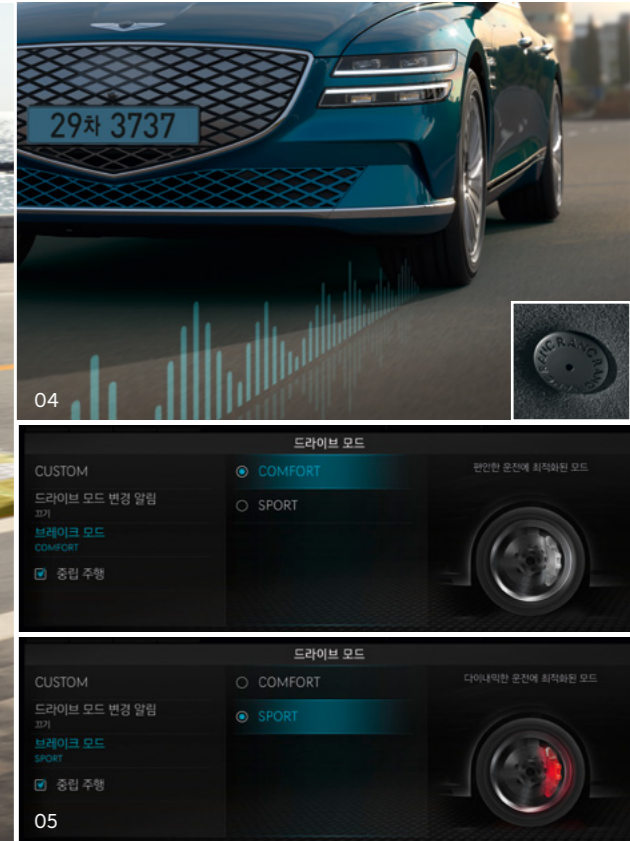 29차 3737
04
드라이브 모드
CUSTOM
드라이브 모드 변경 알림
끄기
브레이크 모드
COMFORT
중립 주행
COMFORT
SPORT
편안한 운전에 최적화된 모드
드라이브 모드
CUSTOM
드라이브 모드 변경 알림
끄기
브레이크 모드
SPORT
중립 주행
COMFORT
SPORT
다이내믹한 운전에 최적화된 모드
05